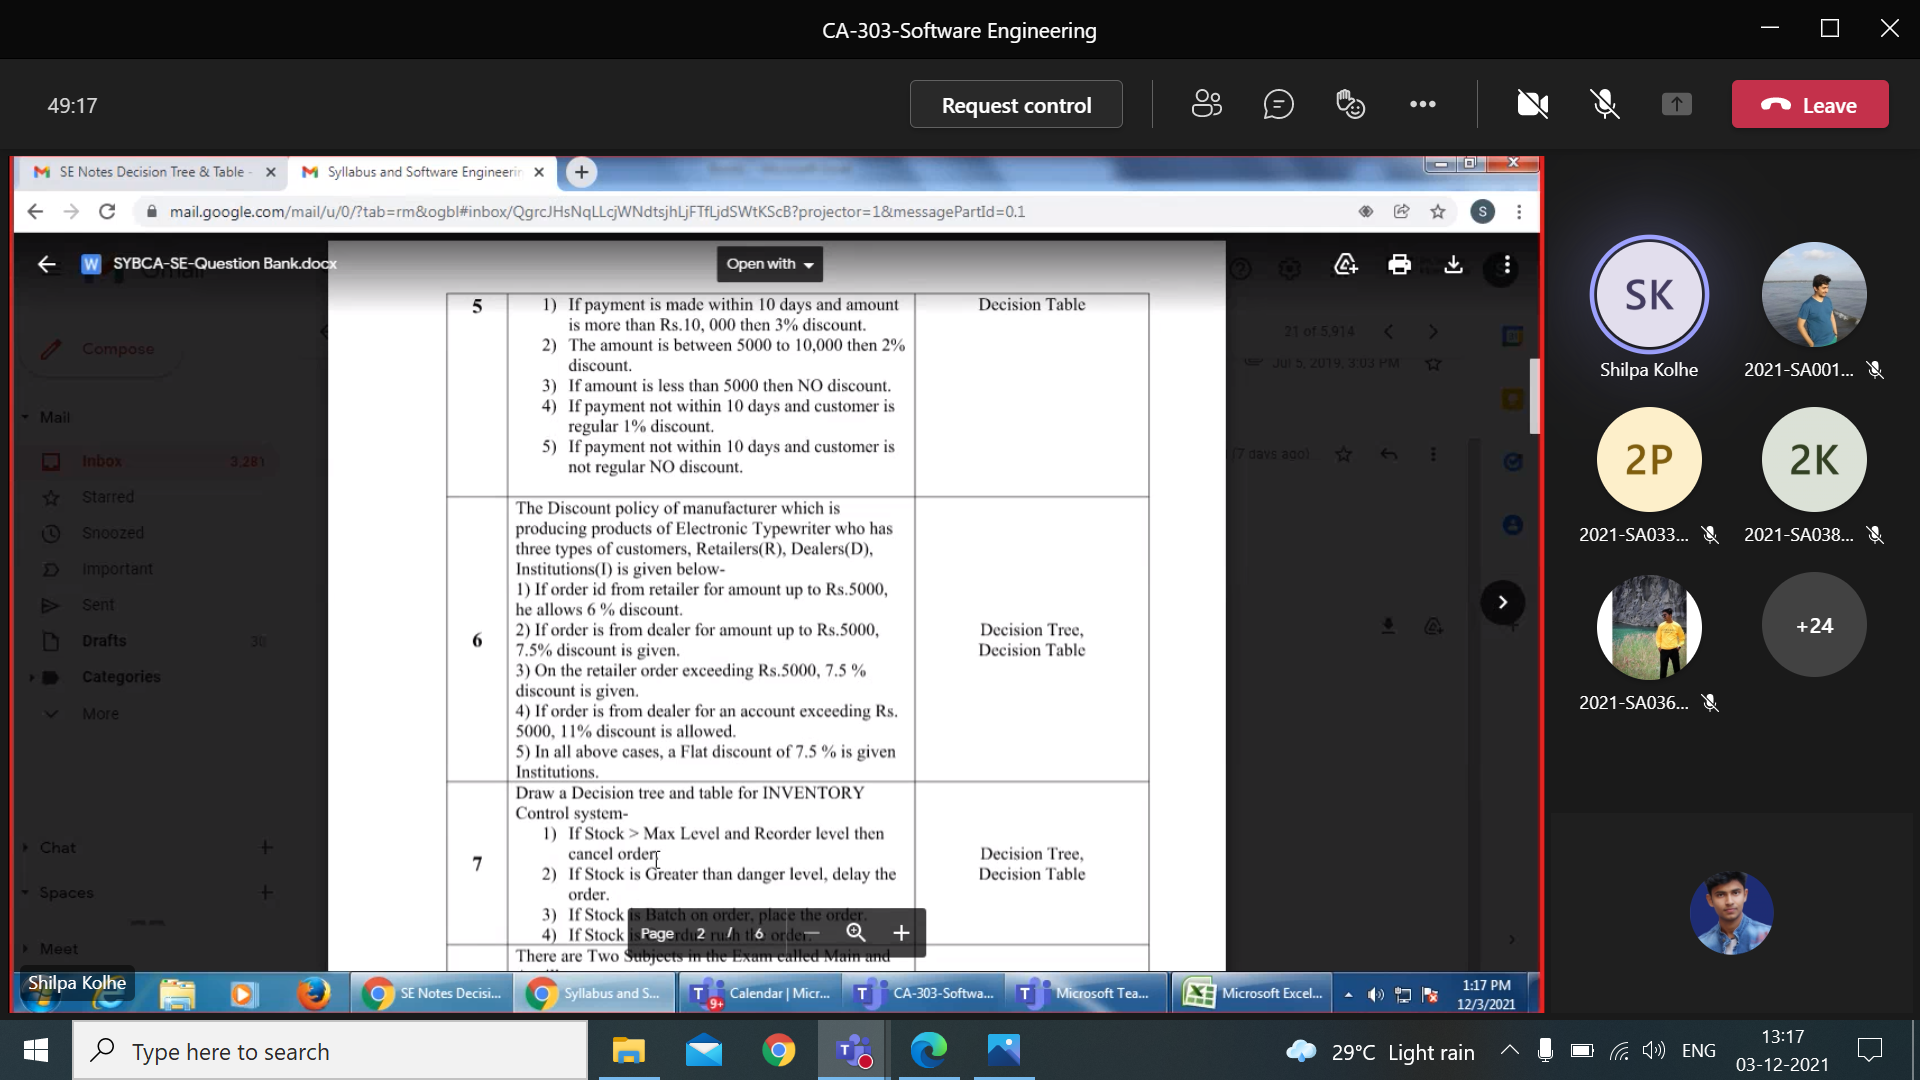 CA-303-Software Engineering
49:17
Request control
Leave
SE Notes Decision Tree & Table -
Syllabus and Software Engineerin
mail.google.com/mail/u/0/?tab=rm&ogbl#inbox/QgrcJHsNqLLcjWNdtsjhLjFTfLjdSWtKScB?projector=1&messagePartId=0.1
S
W SYBCA-SE-Question Bank.docx
Open with
Compose
21 of 5,914
Jul 5, 2019, 3:03 PM
(7 days ago)
Mail
Inbox 3,281
Starred
Snoozed
Important
Sent
Drafts 30
Categories
More
Chat
Spaces
Meet
5
1) If payment is made within 10 days and amount
is more than Rs.10, 000 then 3% discount.
2) The amount is between 5000 to 10,000 then 2%
discount.
3) If amount is less than 5000 then NO discount.
4) If payment not within 10 days and customer is
regular 1% discount.
5) If payment not within 10 days and customer is
not regular NO discount.
Decision Table
6
The Discount policy of manufacturer which is
producing products of Electronic Typewriter who has
three types of customers, Retailers(R), Dealers(D),
Institutions(I) is given below-
1) If order id from retailer for amount up to Rs.5000,
he allows 6 % discount.
2) If order is from dealer for amount up to Rs.5000,
7.5% discount is given.
3) On the retailer order exceeding Rs.5000, 7.5 %
discount is given.
4) If order is from dealer for an account exceeding Rs.
5000, 11% discount is allowed.
5) In all above cases, a Flat discount of 7.5 % is given
Institutions.
Decision Tree,
Decision Table
7
Draw a Decision tree and table for INVENTORY
Control system-
1) If Stock > Max Level and Reorder level then
cancel order
2) If Stock is Greater than danger level, delay the
order.
3) If Stock is Batch on order, place the order.
4) If Stock is rush the order.
Decision Tree,
Decision Table
There are Two Subjects in the Exam called Main and
Page 2 / 6
Shilpa Kolhe
SE Notes Decisi...
Syllabus and S...
9+
Calendar | Micr...
CA-303-Softwa...
Microsoft Tea...
Microsoft Excel...
1:17 PM
12/3/2021
SK
Shilpa Kolhe
2021-SA001...
2P
2021-SA033...
2K
2021-SA038...
2021-SA036...
+24
Type here to search
29°C Light rain
ENG
13:17
03-12-2021